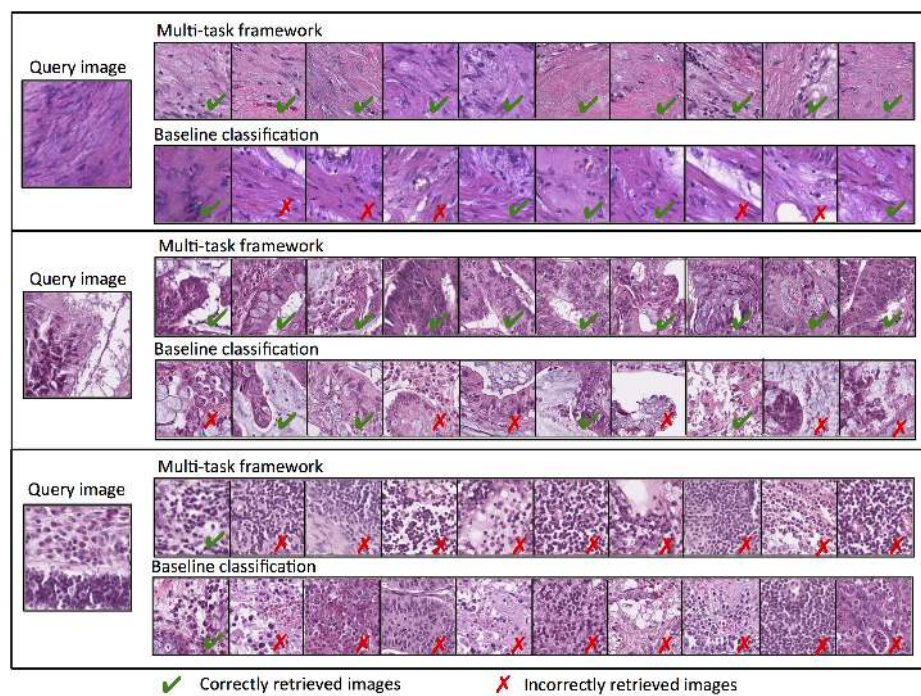 Multi-task framework
Query image
Baseline classification
Multi-task framework
Query image
Baseline classification
Multi-task framework
Query image
Baseline classification
Correctly retrieved images
Incorrectly retrieved images